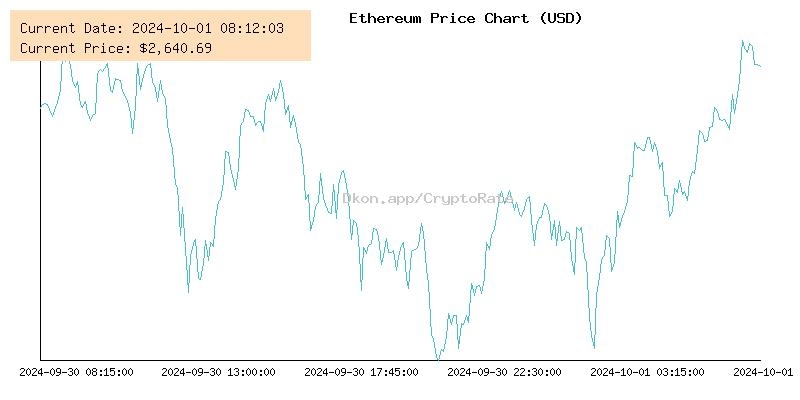 Ethereum Price Chart (USD)
Current Date: 2024-10-01 08:12:03
Current Price: $2,640.69
Dkon.app/CryptoRate
2024-09-30 08:15:00 2024-09-30 13:00:00 2024-09-30 17:45:00 2024-09-30 22:30:00 2024-10-01 03:15:00 2024-10-01